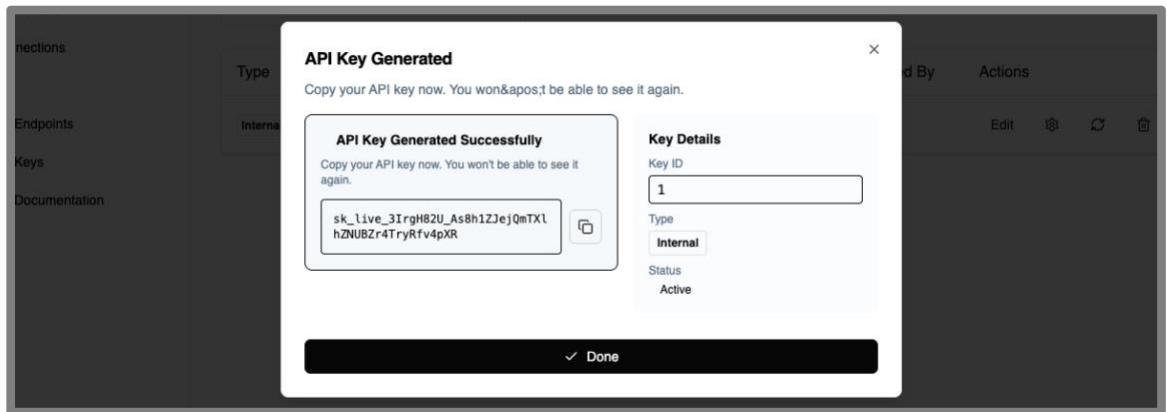 nections
Endpoints
Keys
Documentation
Type
d By
Actions
Interna
Edit
API Key Generated
Copy your API key now. You won&apos;t be able to see it again.
API Key Generated Successfully
Copy your API key now. You won't be able to see it
again.
sk_live_3IrgH82U_As8h1ZJejQmTXl
hZNUBZr4TryRfv4pXR
Key Details
Key ID
1
Type
Internal
Status
Active
Done